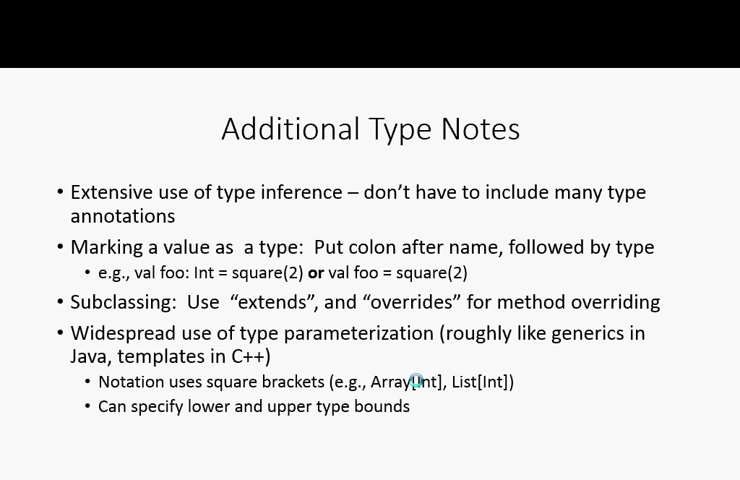 Additional Type Notes
• Extensive use of type inference – don't have to include many type
annotations
• Marking a value as a type: Put colon after name, followed by type
• e.g., val foo: Int = square(2) or val foo = square(2)
• Subclassing: Use "extends", and "overrides" for method overriding
• Widespread use of type parameterization (roughly like generics in
Java, templates in C++)
• Notation uses square brackets (e.g., Array[Int], List[Int])
• Can specify lower and upper type bounds